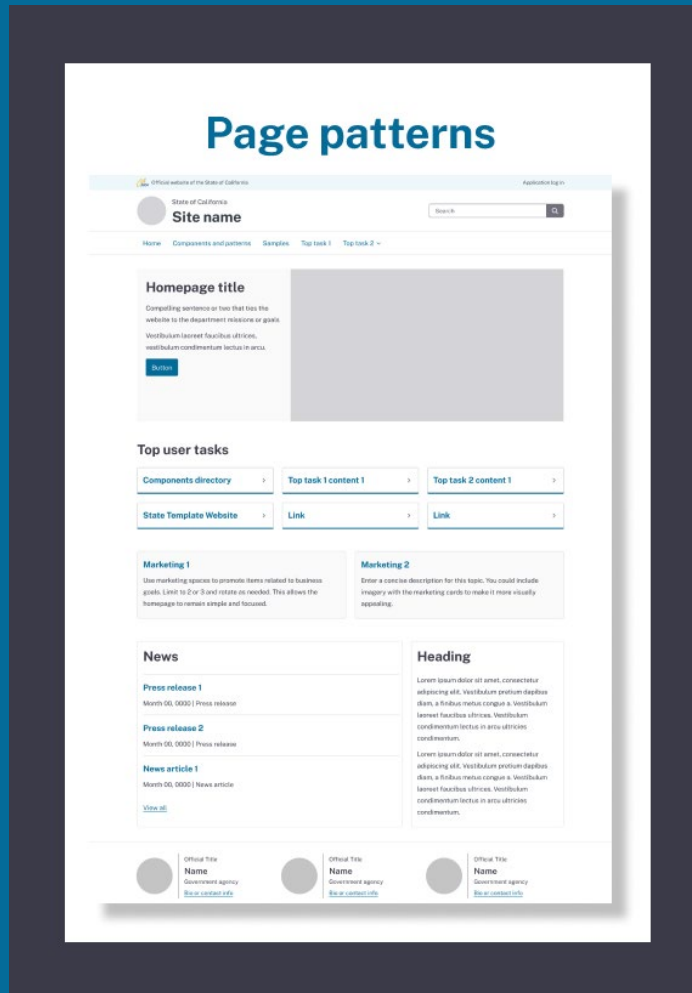 Page patterns
Official website of the State of California
Application log in
State of California
Site name
Search
Home Components and patterns Samples Top task 1 Top task 2
Homepage title
Compelling sentence or two that ties the
website to the department missions or goals
Vestibulum laoreet faucibus ultrices,
vestibulum condimentum lectus in arcu.
Button
Top user tasks
Components directory
Top task 1 content 1
Top task 2 content 1
State Template Website
Link
Link
Marketing 1
Use marketing spaces to promote items related to business
goals. Limit to 2 or 3 and rotate as needed. This allows the
homepage to remain simple and focused.
Marketing 2
Enter a concise description for this topic. You could include
imagery with the marketing cards to make it more visually
appealing.
News
Press release 1
Month 00, 0000 | Press release
Press release 2
Month 00, 0000 | Press release
News article 1
Month 00, 0000 | News article
View all
Heading
Lorem ipsum dolor sit amet, consectetur
adipiscing elit. Vestibulum pretium dapibus
diam, a finibus metus congue a. Vestibulum
laoreet faucibus ultrices. Vestibulum
condimentum lectus in arcu ultricies
condimentum.
Lorem ipsum dolor sit amet, consectetur
adipiscing elit. Vestibulum pretium dapibus
diam, a finibus metus congue a. Vestibulum
laoreet faucibus ultrices. Vestibulum
condimentum lectus in arcu ultricies
condimentum.
Official Title
Name
Government agency
Bio or contact info
Official Title
Name
Government agency
Bio or contact info
Official Title
Name
Government agency
Bio or contact info